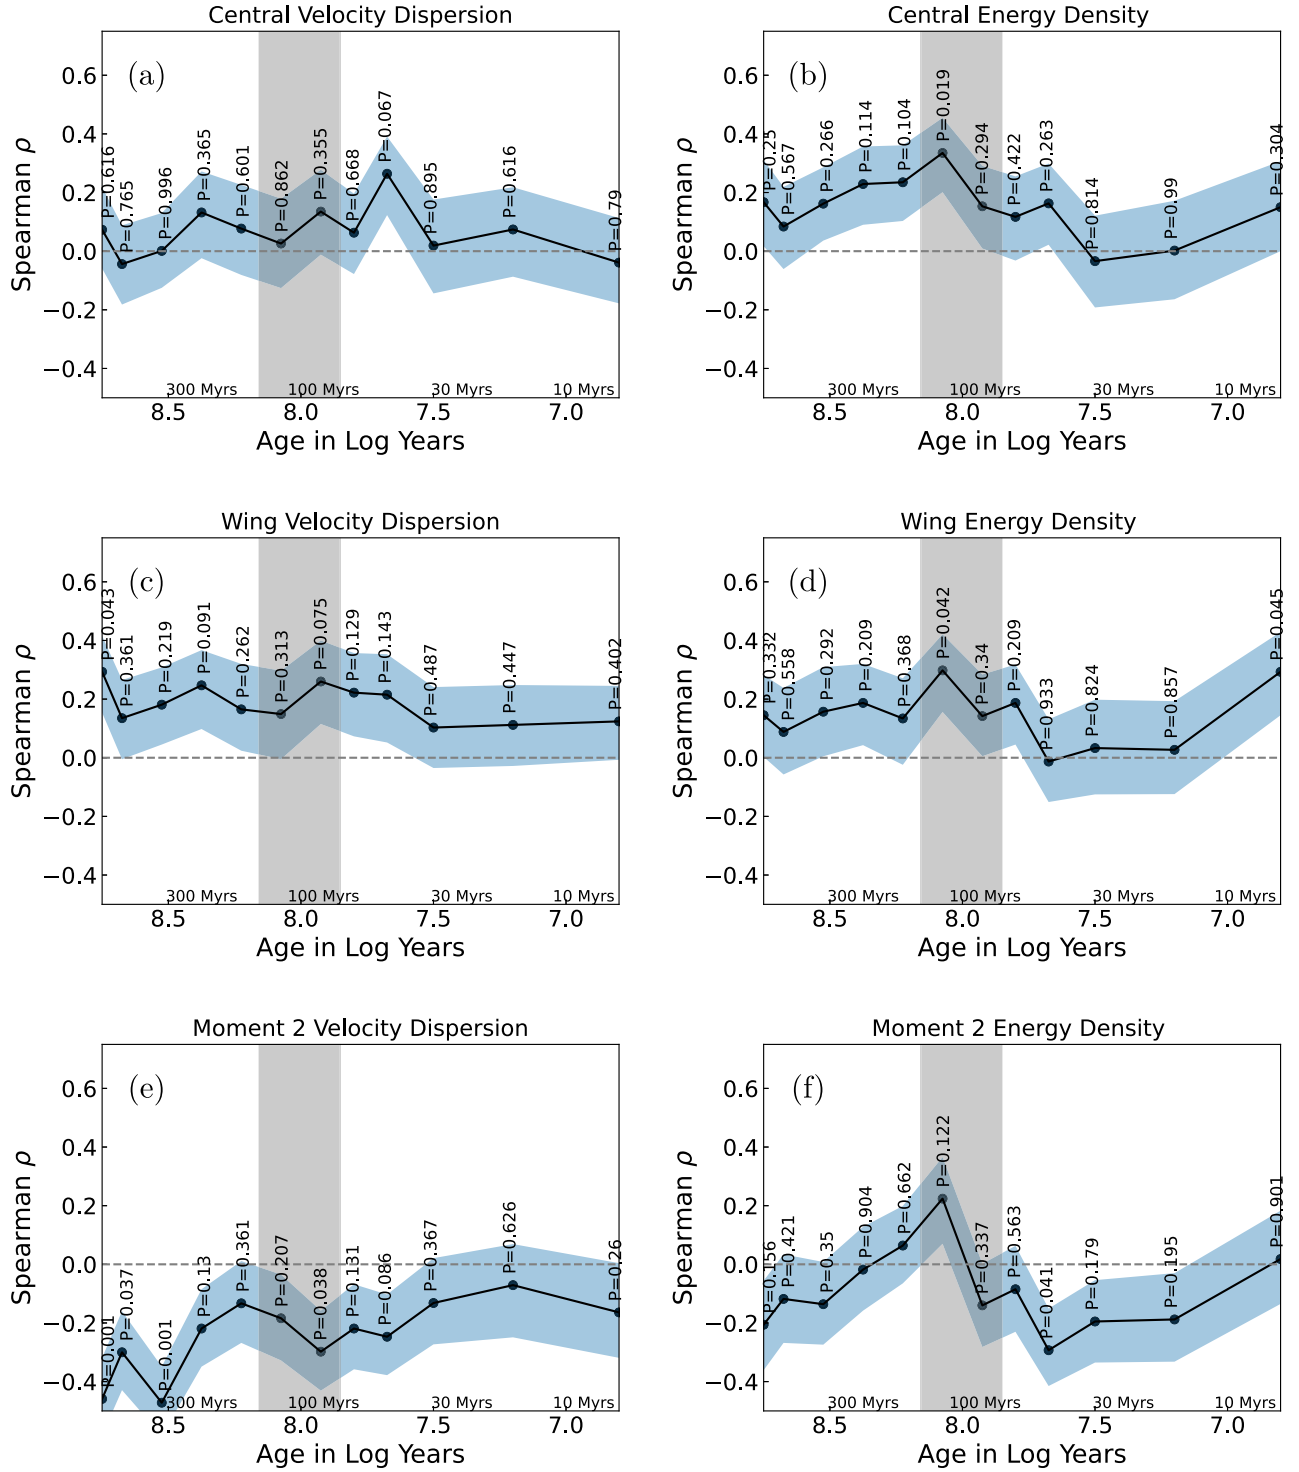 Central Velocity Dispersion
(a)
Spearman ρ
0.6
0.4
0.2
0.0
−0.2
−0.4
P=0.616
P=0.765
P=0.996
P=0.365
P=0.601
P=0.862
P=0.355
P=0.668
P=0.067
P=0.895
P=0.616
P=0.79
300 Myrs
100 Myrs
30 Myrs
10 Myrs
8.5
8.0
7.5
7.0
Age in Log Years
Central Energy Density
(b)
Spearman ρ
0.6
0.4
0.2
0.0
−0.2
−0.4
P=0.25
P=0.567
P=0.266
P=0.114
P=0.104
P=0.019
P=0.294
P=0.422
P=0.263
P=0.814
P=0.99
P=0.304
300 Myrs
100 Myrs
30 Myrs
10 Myrs
8.5
8.0
7.5
7.0
Age in Log Years
Wing Velocity Dispersion
(c)
Spearman ρ
0.6
0.4
0.2
0.0
−0.2
−0.4
P=0.043
P=0.361
P=0.219
P=0.091
P=0.262
P=0.313
P=0.075
P=0.129
P=0.143
P=0.487
P=0.447
P=0.402
300 Myrs
100 Myrs
30 Myrs
10 Myrs
8.5
8.0
7.5
7.0
Age in Log Years
Wing Energy Density
(d)
Spearman ρ
0.6
0.4
0.2
0.0
−0.2
−0.4
P=0.332
P=0.558
P=0.292
P=0.209
P=0.368
P=0.042
P=0.34
P=0.209
P=0.933
P=0.824
P=0.857
P=0.045
300 Myrs
100 Myrs
30 Myrs
10 Myrs
8.5
8.0
7.5
7.0
Age in Log Years
Moment 2 Velocity Dispersion
(e)
Spearman ρ
0.6
0.4
0.2
0.0
−0.2
−0.4
P=0.001
P=0.037
P=0.001
P=0.13
P=0.361
P=0.207
P=0.038
P=0.131
P=0.086
P=0.367
P=0.626
P=0.26
300 Myrs
100 Myrs
30 Myrs
10 Myrs
8.5
8.0
7.5
7.0
Age in Log Years
Moment 2 Energy Density
(f)
Spearman ρ
0.6
0.4
0.2
0.0
−0.2
−0.4
P=0.156
P=0.421
P=0.35
P=0.904
P=0.662
P=0.122
P=0.337
P=0.563
P=0.041
P=0.179
P=0.195
P=0.901
300 Myrs
100 Myrs
30 Myrs
10 Myrs
8.5
8.0
7.5
7.0
Age in Log Years